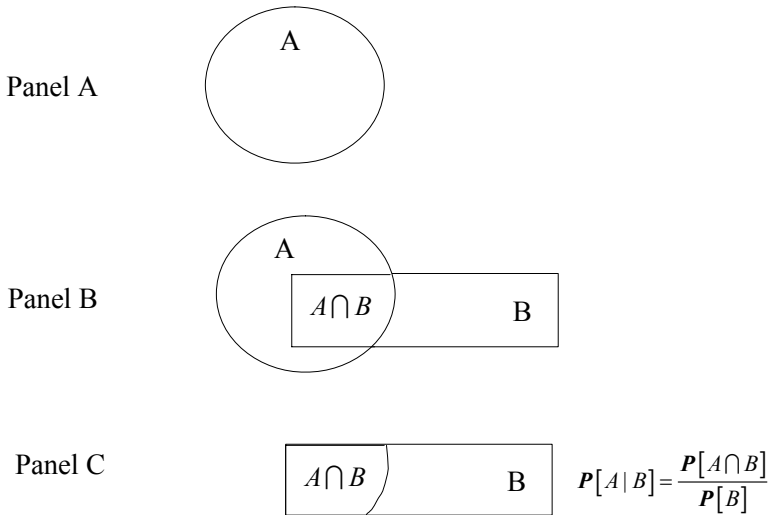 A
Panel A
A
Panel B
A ∩ B
B
Panel C
A ∩ B
B
P[A | B] = P[A ∩ B] / P[B]